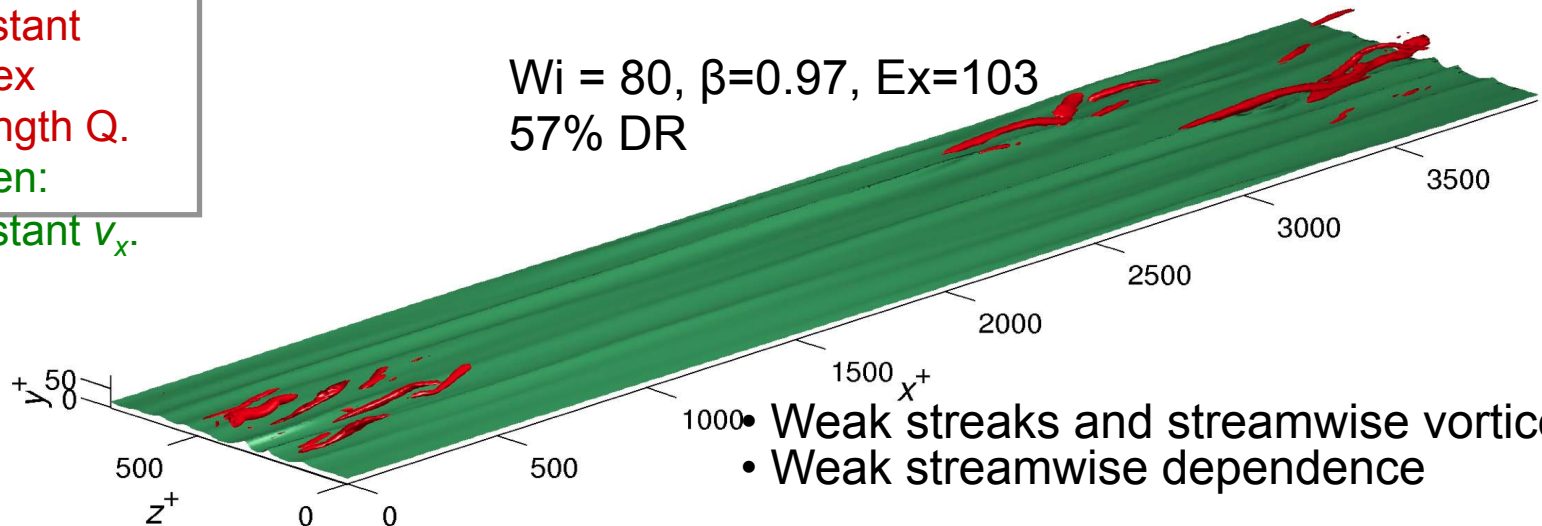 stant
ex
ngth Q.
en:
stant vₓ.
Wi = 80, β=0.97, Ex=103
57% DR
y⁺
50
0
500
0
z⁺
0
500
1000
1500
2000
2500
3000
3500
x⁺
• Weak streaks and streamwise vortice
• Weak streamwise dependence